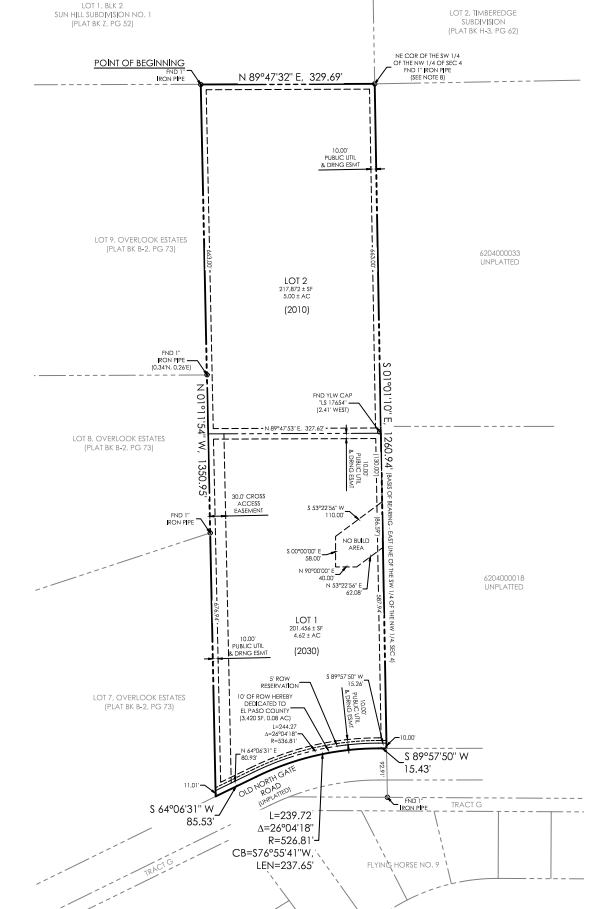 LOT 1, BLK 2
SUN HILL SUBDIVISION NO. 1
(PLAT BK Z, PG 52)
LOT 2, TIMBEREDGE
SUBDIVISION
(PLAT BK H-3, PG 62)
POINT OF BEGINNING
FND 1"
IRON PIPE
N 89°47'32" E, 329.69'
NE COR OF THE SW 1/4
OF THE NW 1/4 OF SEC 4
FND 1" IRON PIPE
(SEE NOTE 8)
10.00'
PUBLIC UTIL
& DRNG ESMT
LOT 9, OVERLOOK ESTATES
(PLAT BK B-2, PG 73)
663.00'
663.00'
6204000033
UNPLATTED
LOT 2
217,872 ± SF
5.00 ± AC
(2010)
FND 1"
IRON PIPE
(0.34'N, 0.26'E)
N 01°11'54" W, 1350.95'
S 01°01'10" E, 1260.94'
(BASIS OF BEARING - EAST LINE OF THE SW 1/4 OF THE NW 1/4, SEC 4)
FND YLW CAP
"LS 17654"
(2.41' WEST)
N 89°47'53" E, 327.62'
LOT 8, OVERLOOK ESTATES
(PLAT BK B-2, PG 73)
10.00'
PUBLIC UTIL
& DRNG ESMT
(130.00')
30.0' CROSS
ACCESS
EASEMENT
S 53°22'56" W
110.00'
(86.59')
FND 1"
IRON PIPE
NO BUILD
AREA
S 00°00'00" E
58.00'
N 90°00'00" E
40.00'
N 53°22'56" E
62.08'
587.94'
6204000018
UNPLATTED
676.94'
LOT 1
201,456 ± SF
4.62 ± AC
(2030)
10.00'
PUBLIC UTIL
& DRNG ESMT
5' ROW
RESERVATION
S 89°57'50" W
15.26'
LOT 7, OVERLOOK ESTATES
(PLAT BK B-2, PG 73)
10' OF ROW HEREBY
DEDICATED TO
EL PASO COUNTY
(3,420 SF, 0.08 AC)
10.00'
PUBLIC UTIL
& DRNG ESMT
L=244.27
Δ=26°04'18"
R=536.81'
10.00'
N 64°06'31" E
80.93'
S 89°57'50" W
15.43'
11.01'
92.91'
OLD NORTH GATE
ROAD
(UNPLATTED)
S 64°06'31" W
85.53'
FND 1"
IRON PIPE
TRACT G
L=239.72
Δ=26°04'18"
R=526.81'
CB=S76°55'41"W,
LEN=237.65'
TRACT G
FLYING HORSE NO. 9